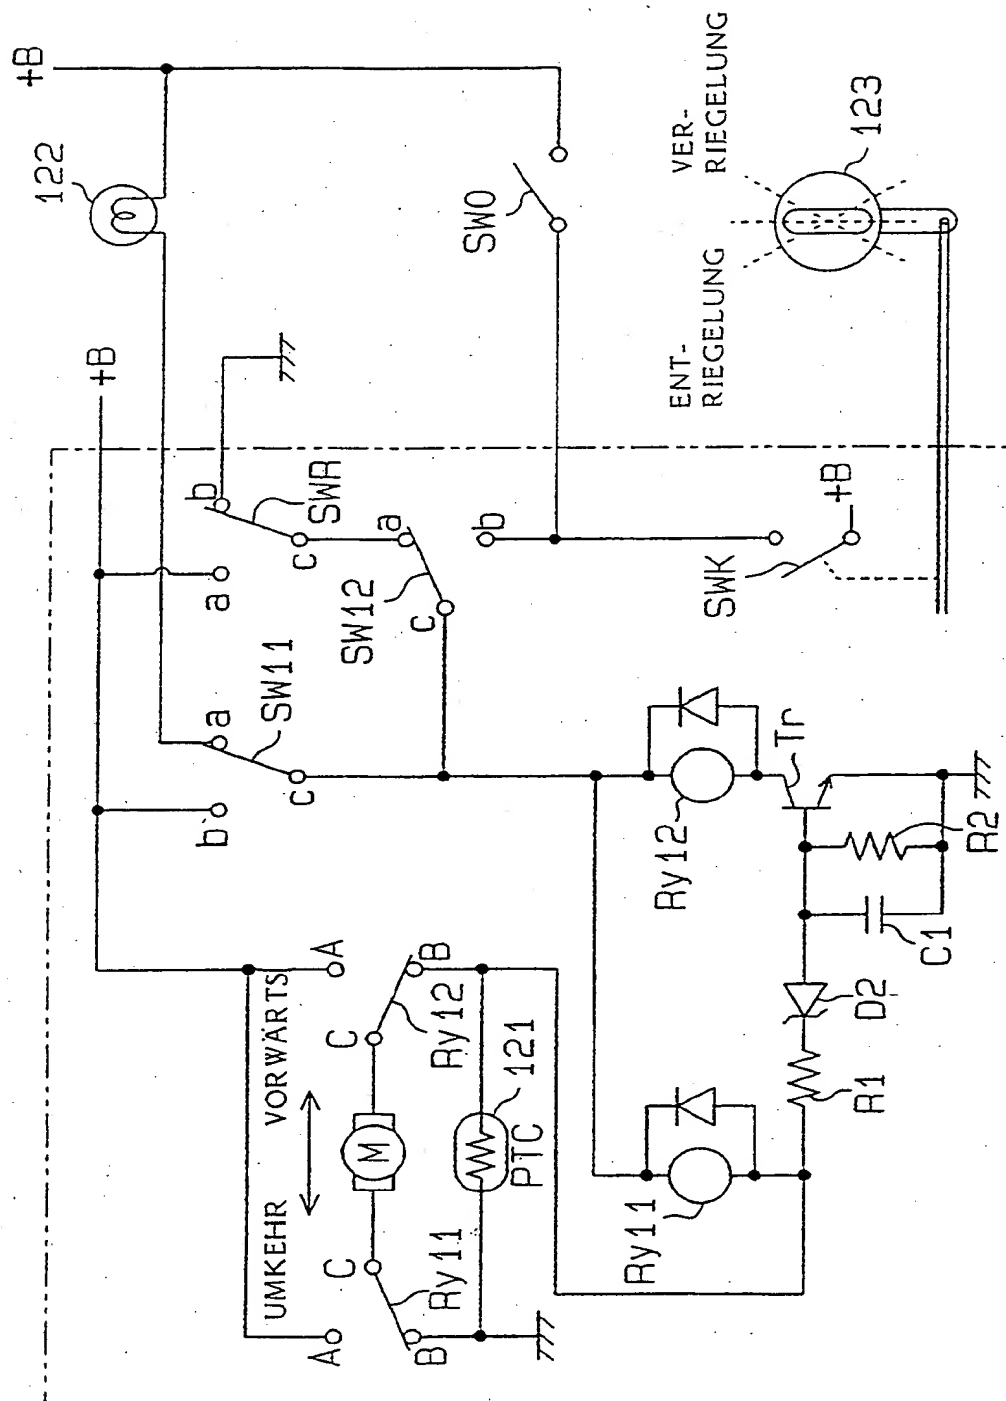 +B
122
+B
SW0
VER-
RIEGELUNG
ENT-
RIEGELUNG
123
b
SWR
c
a
a
SW12
c
b
SWK
+B
a
SW11
c
b
Ry12
Tr
R2
C1
D2
R1
Ry11
A
VORWÄRTS
UMKEHR
C
B
Ry12
M
121
PTC
C
Ry11
A
B